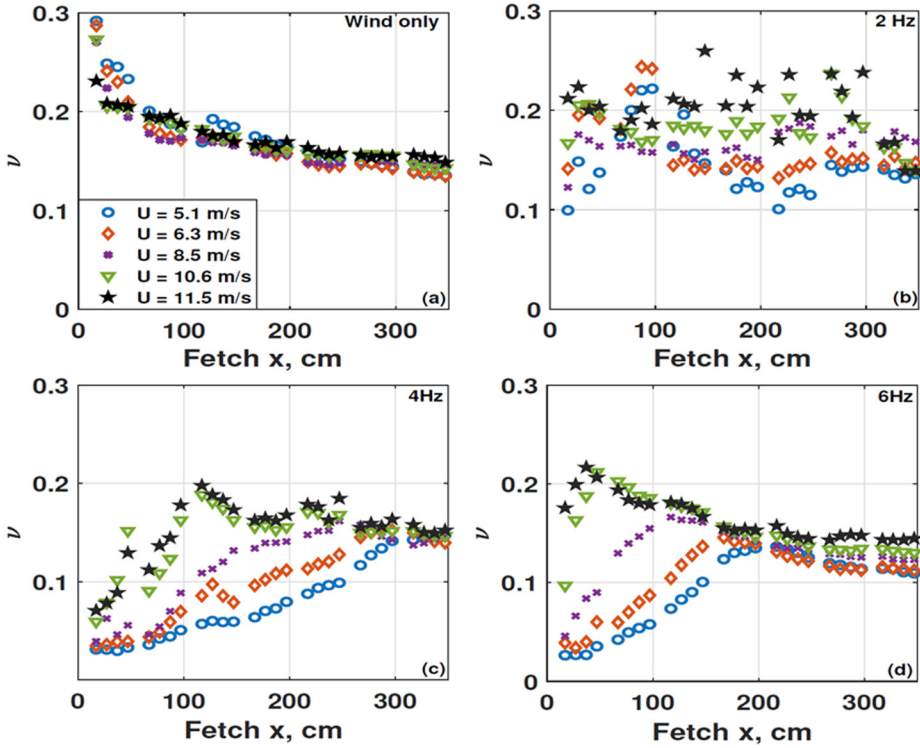 0.3
0.2
0.1
0
ν
Wind only
U = 5.1 m/s
U = 6.3 m/s
U = 8.5 m/s
U = 10.6 m/s
U = 11.5 m/s
(a)
0 100 200 300
Fetch x, cm
0.3
0.2
0.1
0
ν
2 Hz
(b)
0 100 200 300
Fetch x, cm
0.3
0.2
0.1
ν
4Hz
(c)
0 100 200 300
Fetch x, cm
0.3
0.2
0.1
0
ν
6Hz
(d)
0 100 200 300
Fetch x, cm